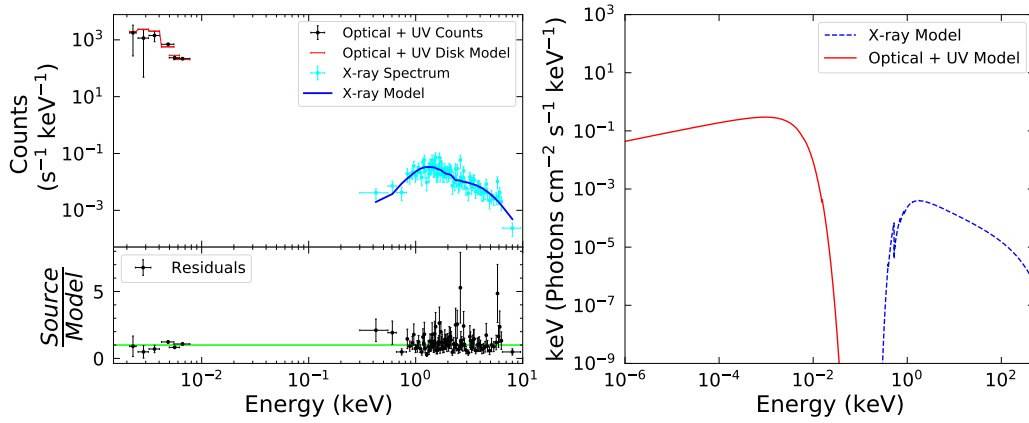 10³
10¹
10⁻¹
10⁻³
Counts
(s⁻¹ keV⁻¹)
Optical + UV Counts
Optical + UV Disk Model
X-ray Spectrum
X-ray Model
Residuals
5
0
Source
Model
10⁻²
10⁻¹
10⁰
10¹
Energy (keV)
10³
10¹
10⁻¹
10⁻³
10⁻⁵
10⁻⁷
10⁻⁹
keV (Photons cm⁻² s⁻¹ keV⁻¹)
X-ray Model
Optical + UV Model
10⁻⁶
10⁻⁴
10⁻²
10⁰
10²
Energy (keV)